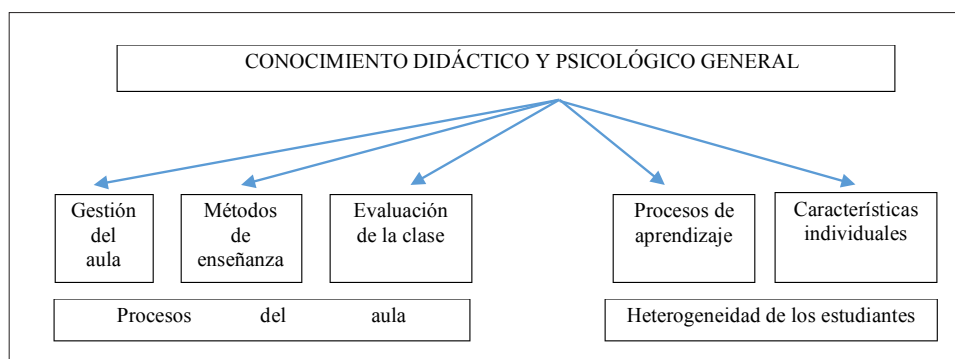 CONOCIMIENTO DIDÁCTICO Y PSICOLÓGICO GENERAL
Gestión
del
aula
Métodos
de
enseñanza
Evaluación
de la clase
Procesos de
aprendizaje
Características
individuales
Procesos del aula
Heterogeneidad de los estudiantes